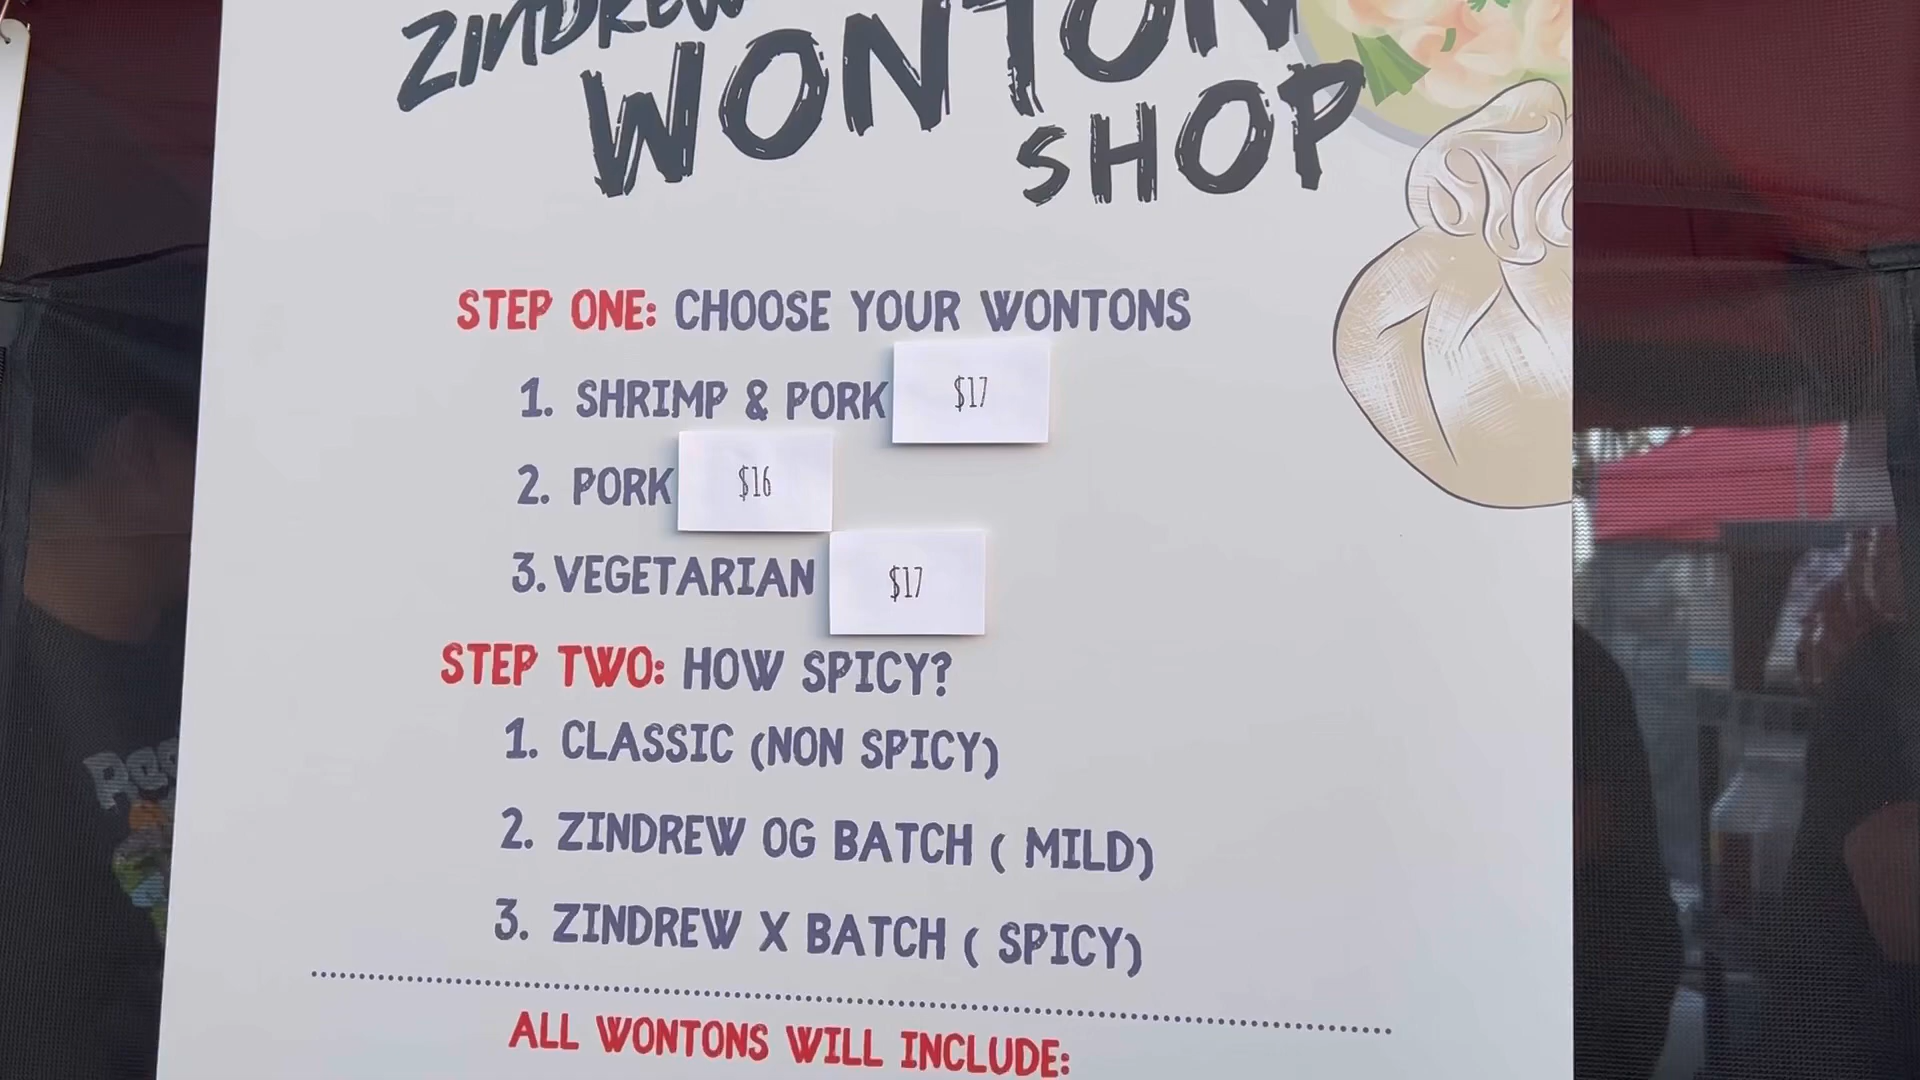 ZINDREW
WONTON
SHOP
STEP ONE: CHOOSE YOUR WONTONS
1. SHRIMP & PORK $17
2. PORK $16
3. VEGETARIAN $17
STEP TWO: HOW SPICY?
1. CLASSIC (NON SPICY)
2. ZINDREW OG BATCH ( MILD)
3. ZINDREW X BATCH ( SPICY)
ALL WONTONS WILL INCLUDE: